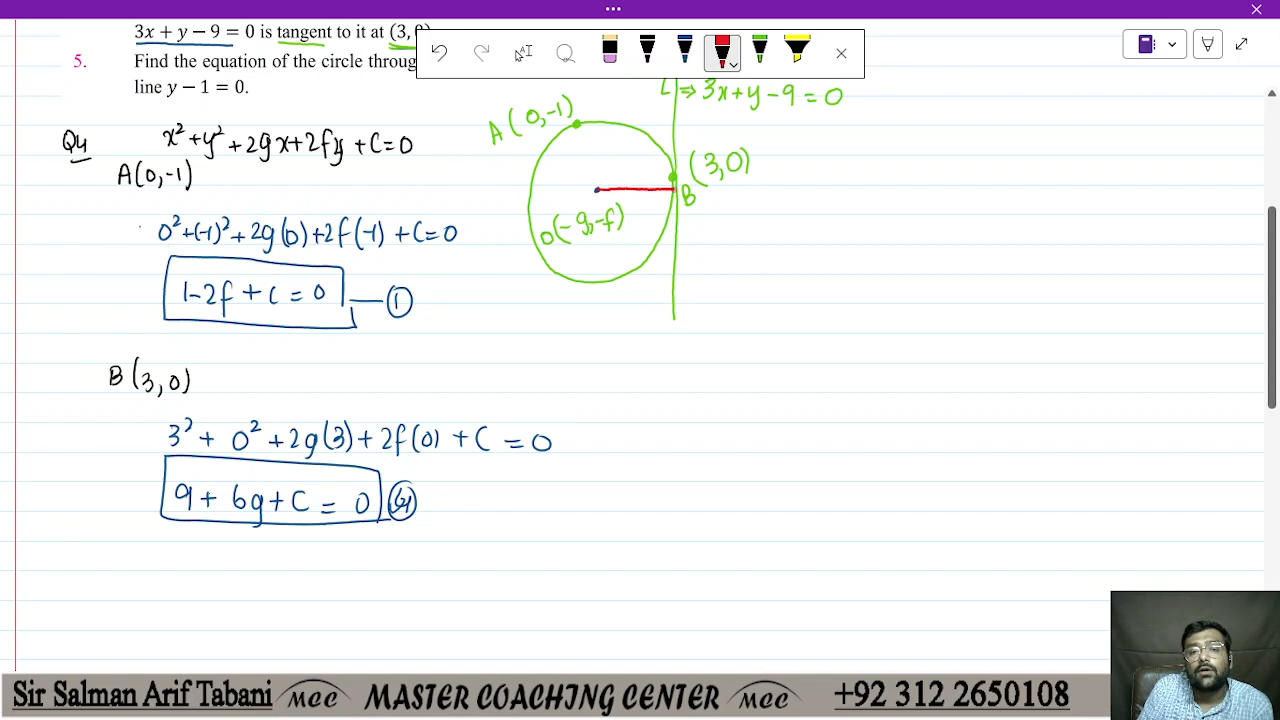 3x + y − 9 = 0 is tangent to it at (3, 0)
5. Find the equation of the circle throu
line y − 1 = 0.
L ⇒ 3x+y-9=0
Q4 x²+y²+2gx+2fy+C=0
A(0,-1)
A(0,-1)
(3,0)
B
O(-g,-f)
0²+(-1)²+2g(0)+2f(-1)+C=0
1-2f+C=0 —①
B(3,0)
3²+0²+2g(3)+2f(0)+C=0
9+6g+C=0
Sir Salman Arif Tabani MCC MASTER COACHING CENTER MCC +92 312 2650108